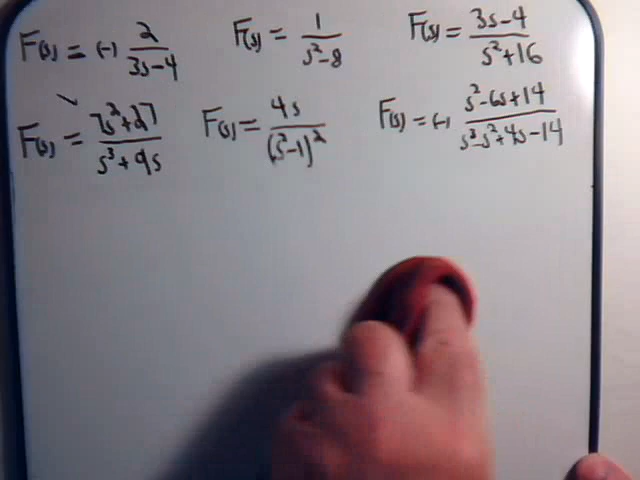 F(s) = (-) 2/(3s-4) F(s) = 1/(s²-8) F(s) = (3s-4)/(s²+16)
F(s) = (7s²+27)/(s³+9s) F(s) = 4s/(s²-1)² F(s) = (-) (s²-6s+14)/(s³-s²+4s-14)